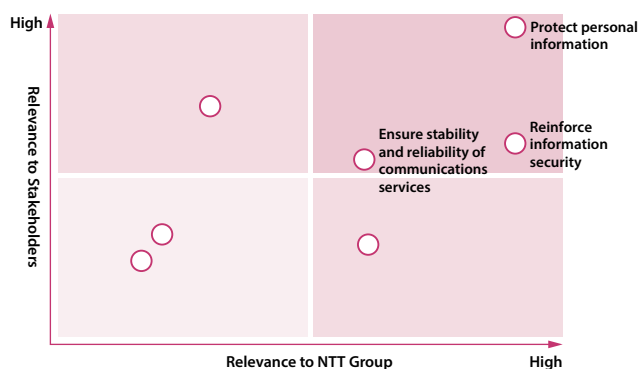 High
Protect personal
information
Relevance to Stakeholders
Ensure stability
and reliability of
communications
services
Reinforce
information
security
Relevance to NTT Group
High